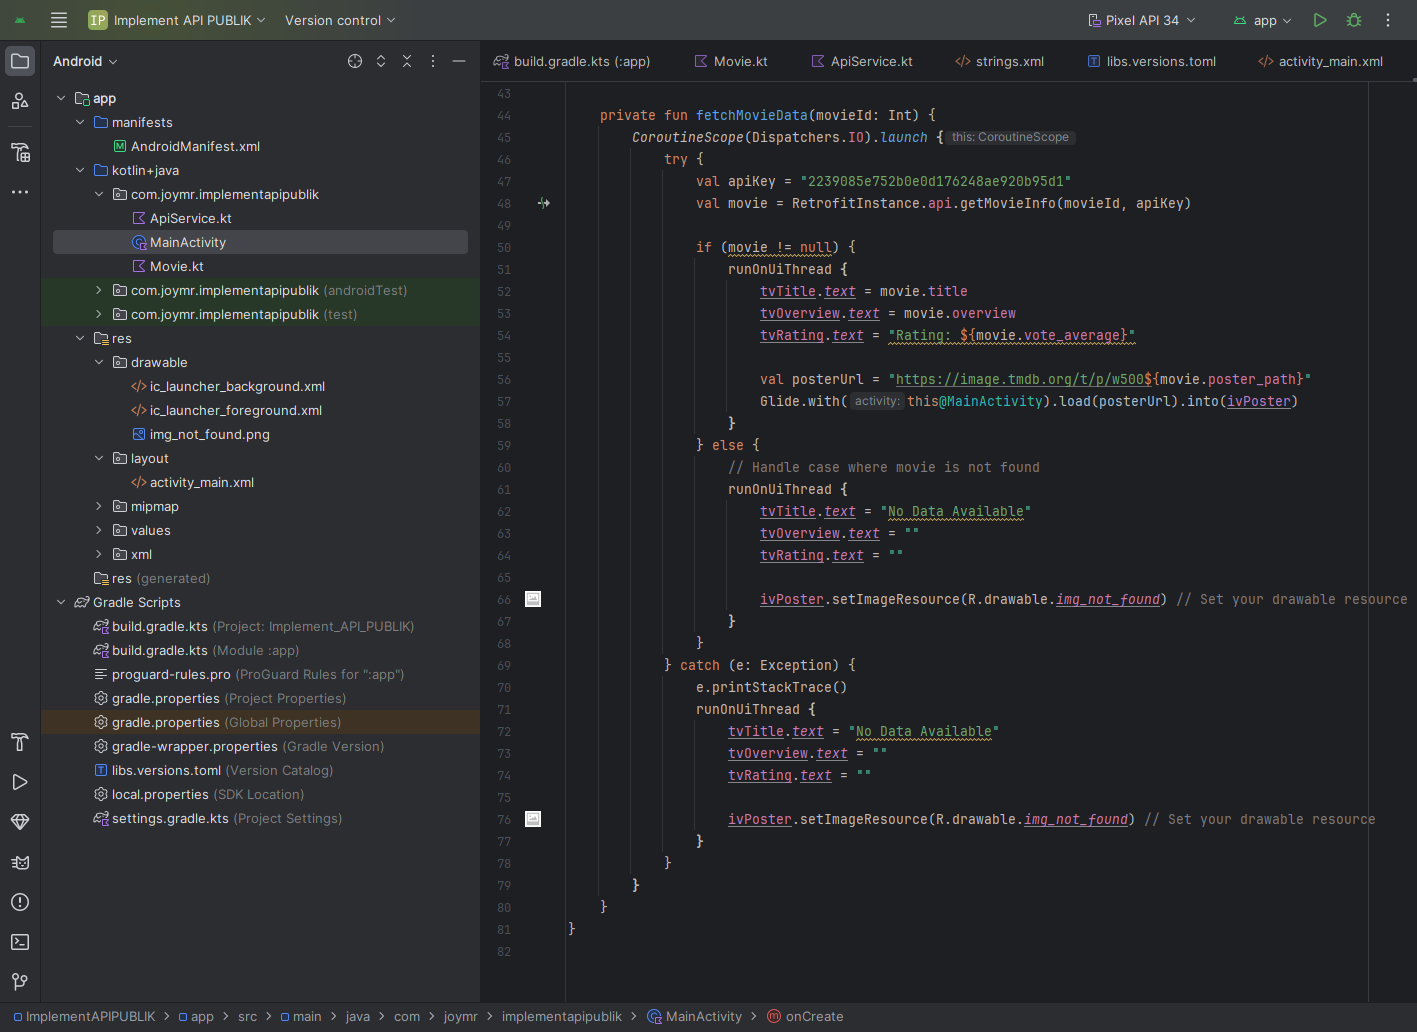 IP Implement API PUBLIK Version control Pixel API 34 app
Android
build.gradle.kts (:app) Movie.kt ApiService.kt strings.xml libs.versions.toml activity_main.xml
app
manifests
AndroidManifest.xml
kotlin+java
com.joymr.implementapipublik
ApiService.kt
MainActivity
Movie.kt
com.joymr.implementapipublik (androidTest)
com.joymr.implementapipublik (test)
res
drawable
ic_launcher_background.xml
ic_launcher_foreground.xml
img_not_found.png
layout
activity_main.xml
mipmap
values
xml
res (generated)
Gradle Scripts
build.gradle.kts (Project: Implement_API_PUBLIK)
build.gradle.kts (Module :app)
proguard-rules.pro (ProGuard Rules for ":app")
gradle.properties (Project Properties)
gradle.properties (Global Properties)
gradle-wrapper.properties (Gradle Version)
libs.versions.toml (Version Catalog)
local.properties (SDK Location)
settings.gradle.kts (Project Settings)
43
44 private fun fetchMovieData(movieId: Int) {
45 CoroutineScope(Dispatchers.IO).launch { this: CoroutineScope
46 try {
47 val apiKey = "2239085e752b0e0d176248ae920b95d1"
48 val movie = RetrofitInstance.api.getMovieInfo(movieId, apiKey)
49
50 if (movie != null) {
51 runOnUiThread {
52 tvTitle.text = movie.title
53 tvOverview.text = movie.overview
54 tvRating.text = "Rating: ${movie.vote_average}"
55
56 val posterUrl = "https://image.tmdb.org/t/p/w500${movie.poster_path}"
57 Glide.with( activity: this@MainActivity).load(posterUrl).into(ivPoster)
58 }
59 } else {
60 // Handle case where movie is not found
61 runOnUiThread {
62 tvTitle.text = "No Data Available"
63 tvOverview.text = ""
64 tvRating.text = ""
65
66 ivPoster.setImageResource(R.drawable.img_not_found) // Set your drawable resource
67 }
68 }
69 } catch (e: Exception) {
70 e.printStackTrace()
71 runOnUiThread {
72 tvTitle.text = "No Data Available"
73 tvOverview.text = ""
74 tvRating.text = ""
75
76 ivPoster.setImageResource(R.drawable.img_not_found) // Set your drawable resource
77 }
78 }
79 }
80 }
81 }
82
ImplementAPIPUBLIK > app > src > main > java > com > joymr > implementapipublik > MainActivity > onCreate